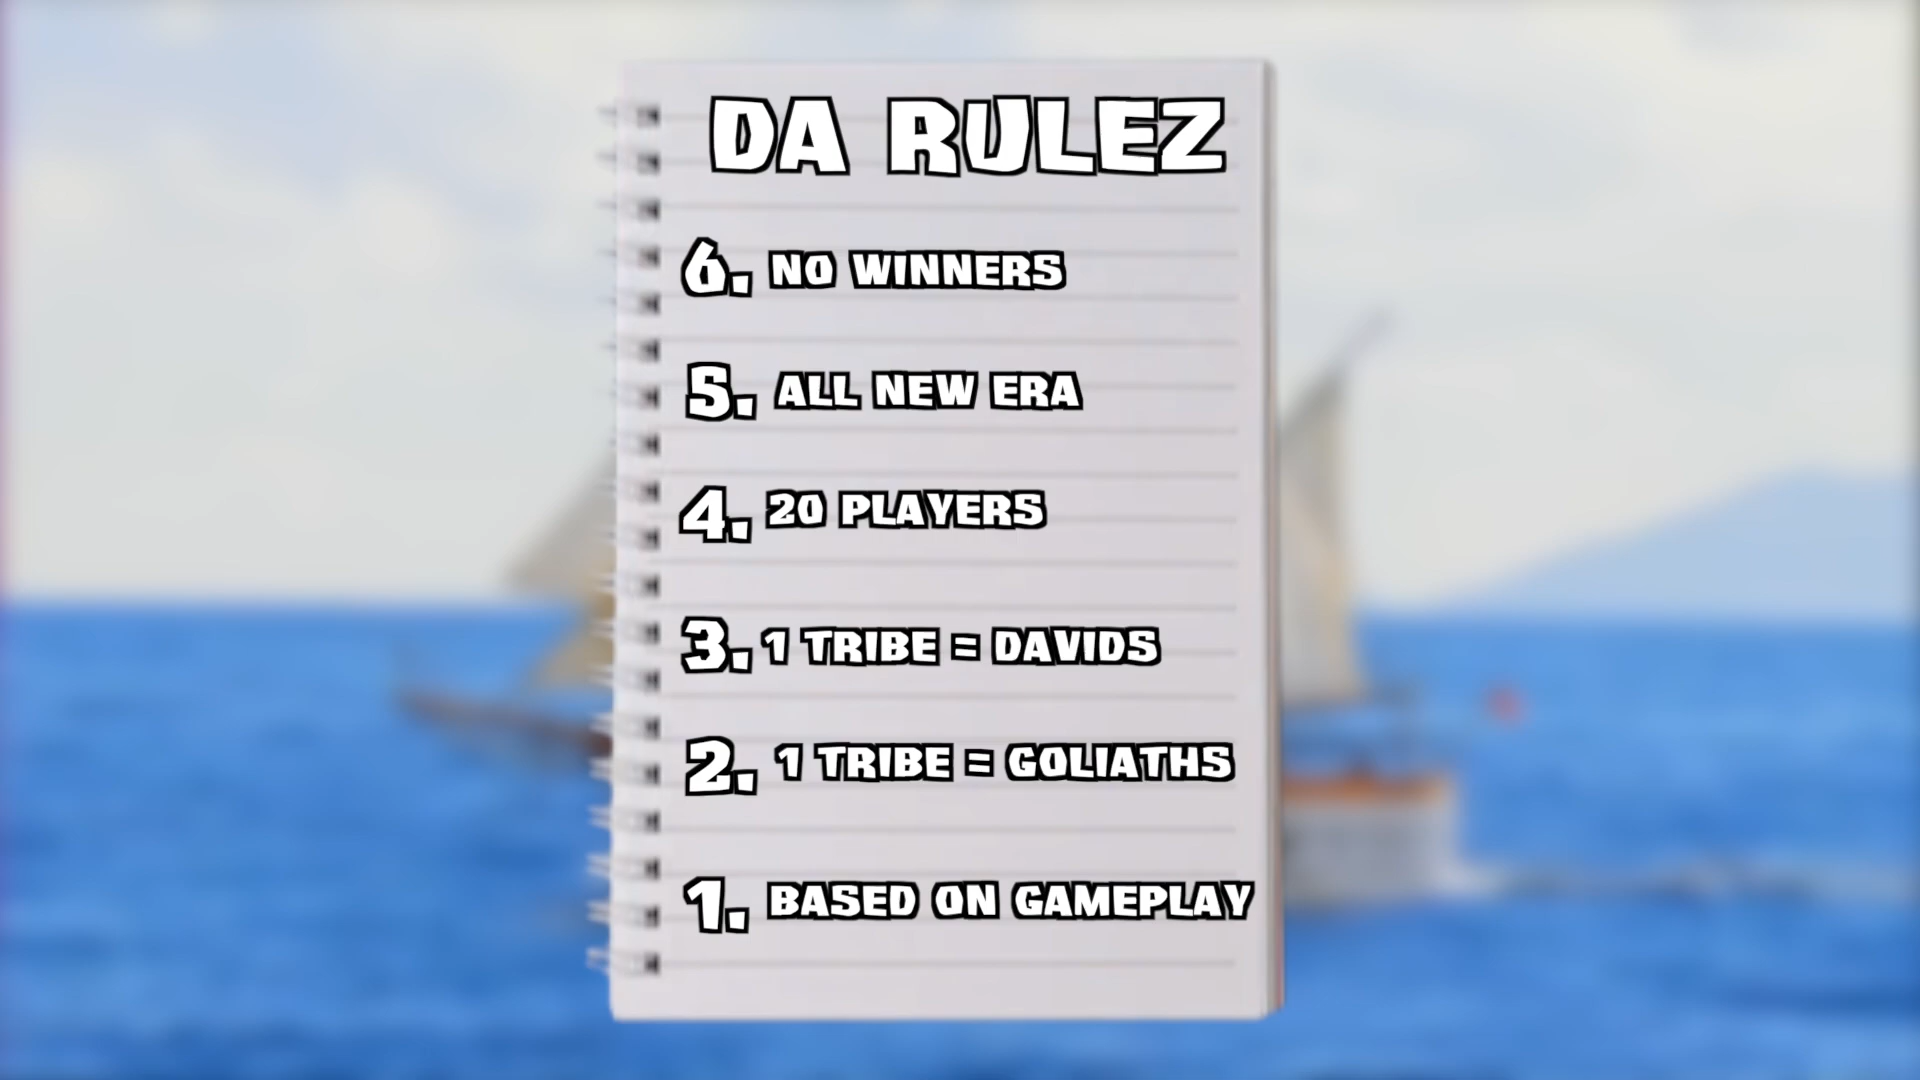 DA RULEZ
6. NO WINNERS
5. ALL NEW ERA
4. 20 PLAYERS
3. 1 TRIBE = DAVIDS
2. 1 TRIBE = GOLIATHS
1. BASED ON GAMEPLAY